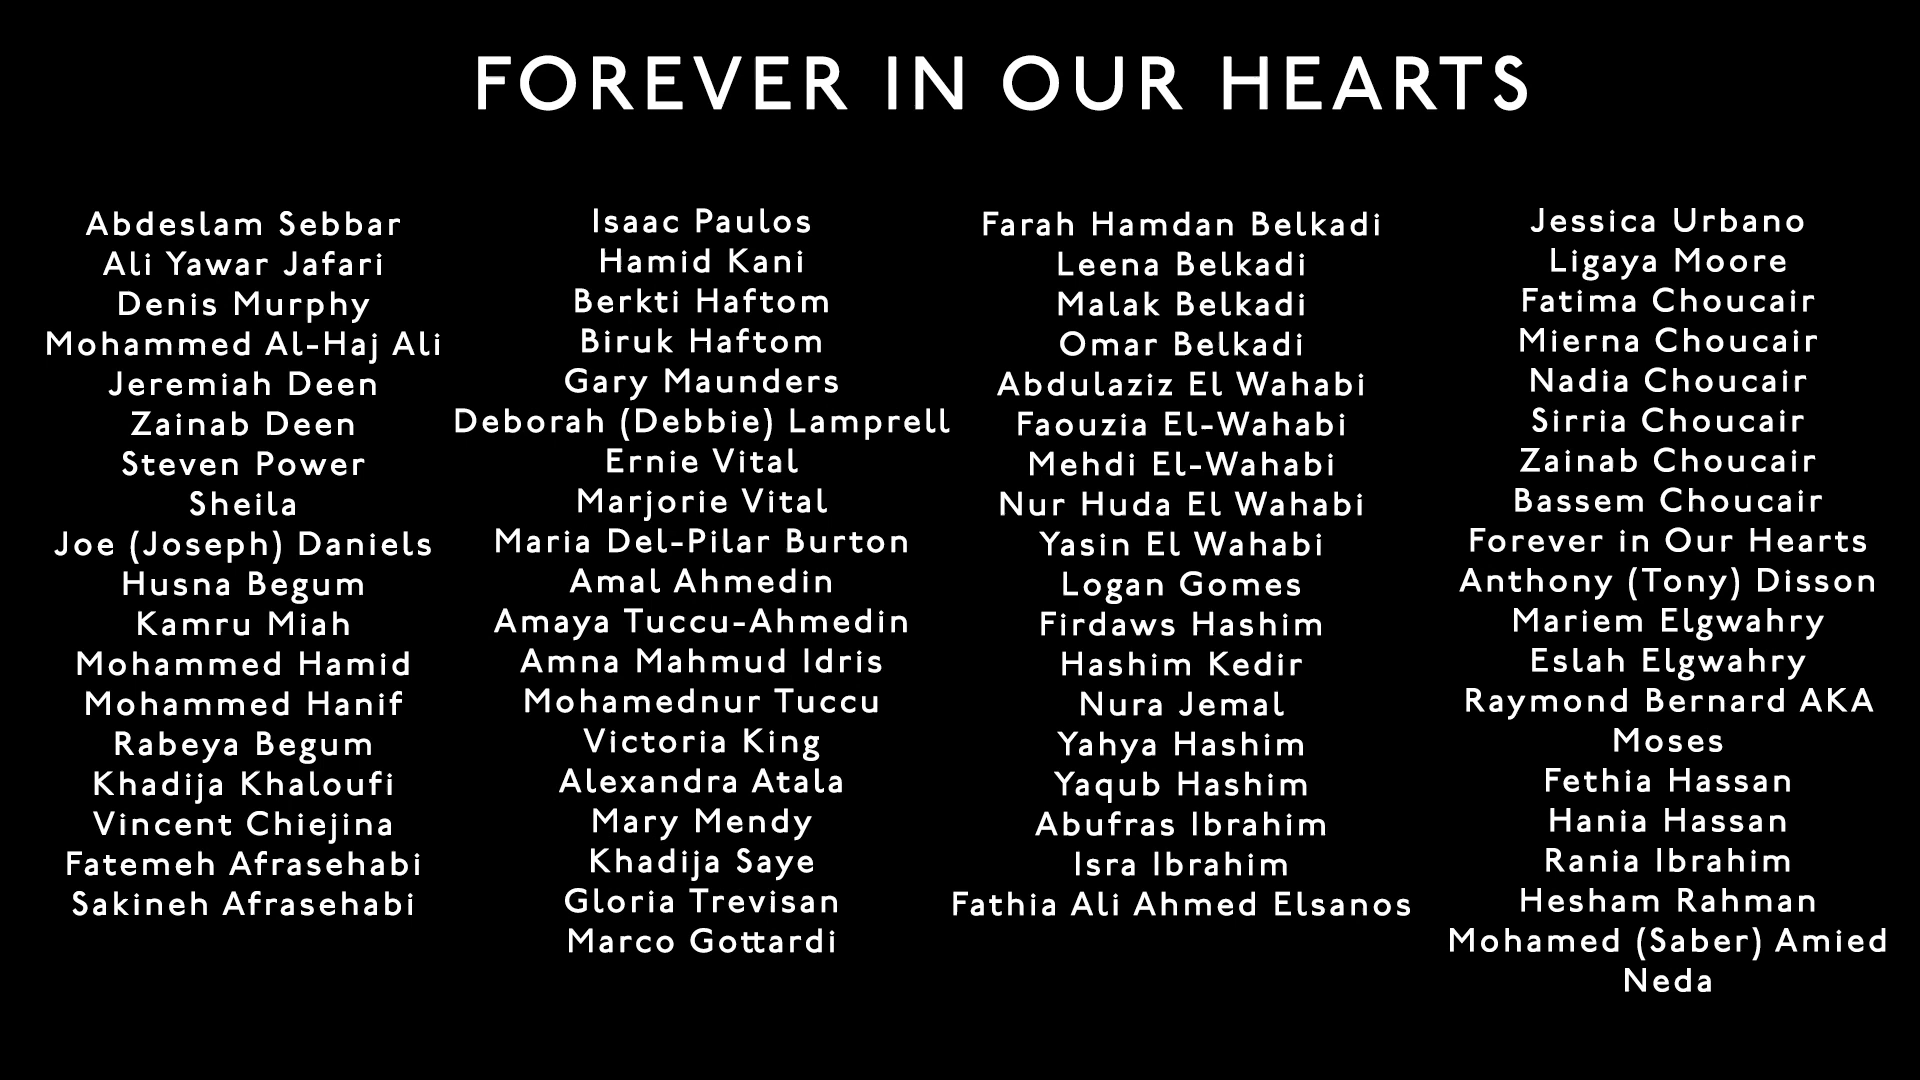 FOREVER IN OUR HEARTS
Abdeslam Sebbar
Ali Yawar Jafari
Denis Murphy
Mohammed Al-Haj Ali
Jeremiah Deen
Zainab Deen
Steven Power
Sheila
Joe (Joseph) Daniels
Husna Begum
Kamru Miah
Mohammed Hamid
Mohammed Hanif
Rabeya Begum
Khadija Khaloufi
Vincent Chiejina
Fatemeh Afrasehabi
Sakineh Afrasehabi
Isaac Paulos
Hamid Kani
Berkti Haftom
Biruk Haftom
Gary Maunders
Deborah (Debbie) Lamprell
Ernie Vital
Marjorie Vital
Maria Del-Pilar Burton
Amal Ahmedin
Amaya Tuccu-Ahmedin
Amna Mahmud Idris
Mohamednur Tuccu
Victoria King
Alexandra Atala
Mary Mendy
Khadija Saye
Gloria Trevisan
Marco Gottardi
Farah Hamdan Belkadi
Leena Belkadi
Malak Belkadi
Omar Belkadi
Abdulaziz El Wahabi
Faouzia El-Wahabi
Mehdi El-Wahabi
Nur Huda El Wahabi
Yasin El Wahabi
Logan Gomes
Firdaws Hashim
Hashim Kedir
Nura Jemal
Yahya Hashim
Yaqub Hashim
Abufras Ibrahim
Isra Ibrahim
Fathia Ali Ahmed Elsanos
Jessica Urbano
Ligaya Moore
Fatima Choucair
Mierna Choucair
Nadia Choucair
Sirria Choucair
Zainab Choucair
Bassem Choucair
Forever in Our Hearts
Anthony (Tony) Disson
Mariem Elgwahry
Eslah Elgwahry
Raymond Bernard AKA
Moses
Fethia Hassan
Hania Hassan
Rania Ibrahim
Hesham Rahman
Mohamed (Saber) Amied
Neda